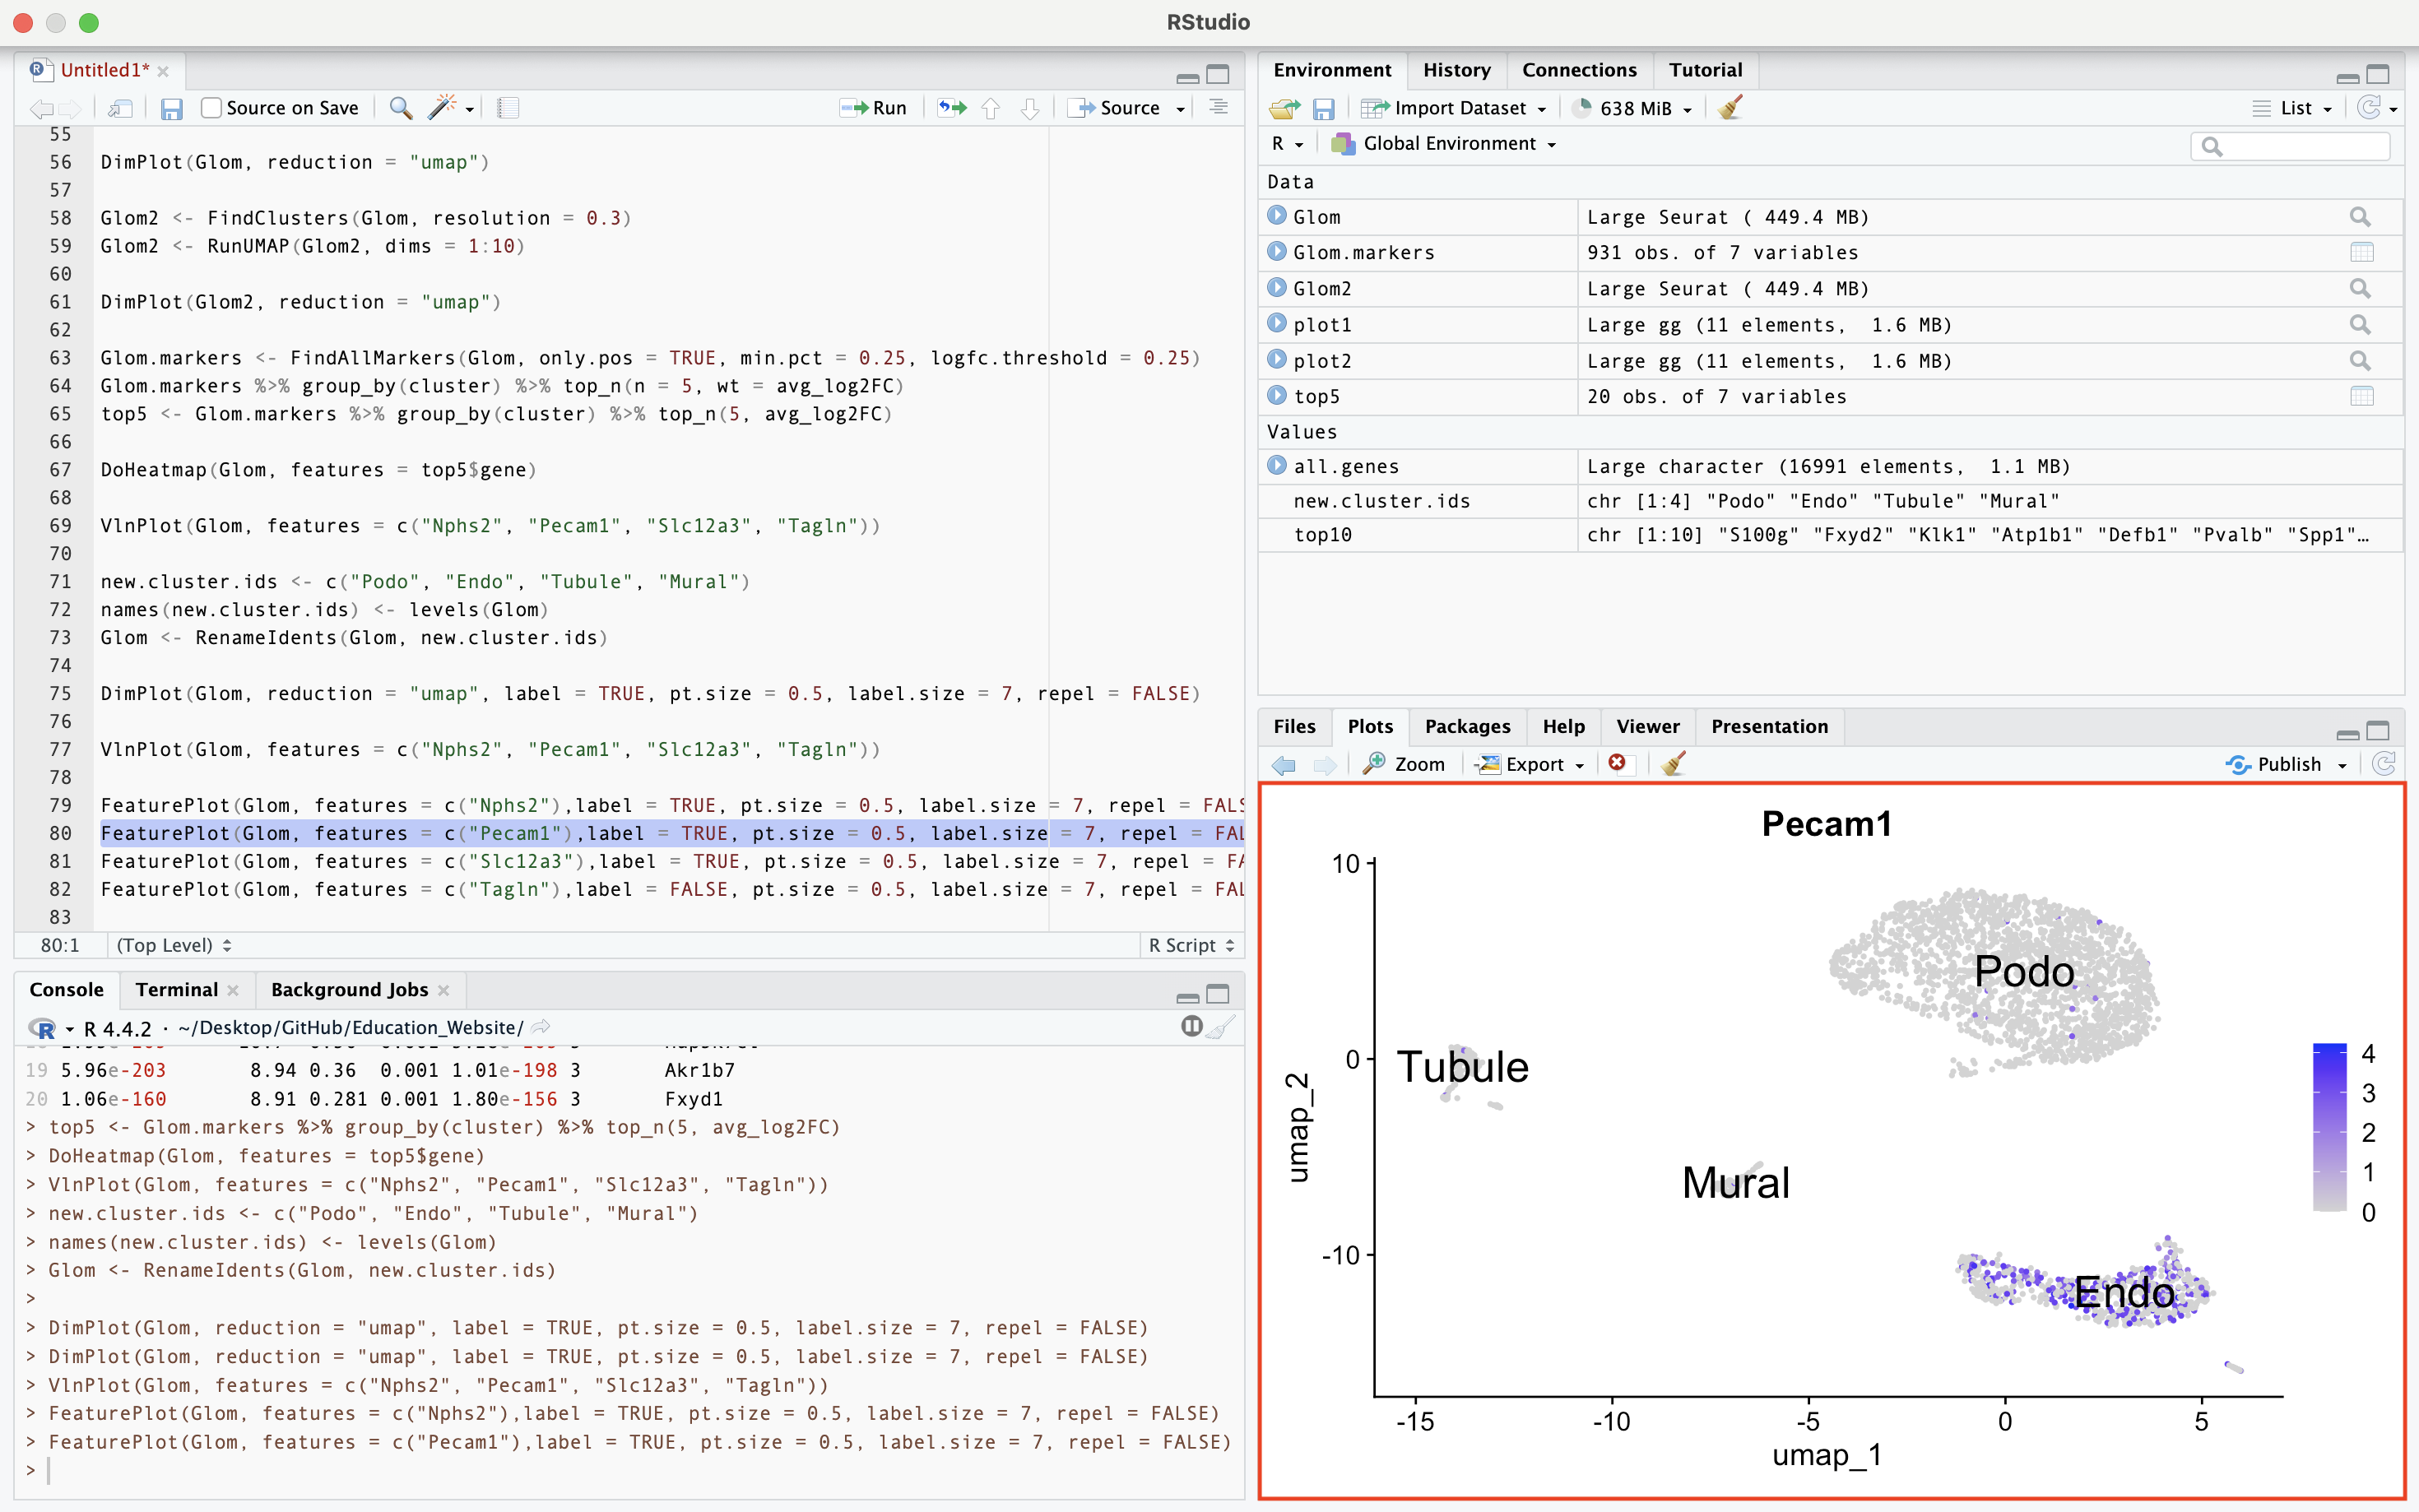 RStudio
Untitled1*
Source on Save
Run
Source
55
56 DimPlot(Glom, reduction = "umap")
57
58 Glom2 <- FindClusters(Glom, resolution = 0.3)
59 Glom2 <- RunUMAP(Glom2, dims = 1:10)
60
61 DimPlot(Glom2, reduction = "umap")
62
63 Glom.markers <- FindAllMarkers(Glom, only.pos = TRUE, min.pct = 0.25, logfc.threshold = 0.25)
64 Glom.markers %>% group_by(cluster) %>% top_n(n = 5, wt = avg_log2FC)
65 top5 <- Glom.markers %>% group_by(cluster) %>% top_n(5, avg_log2FC)
66
67 DoHeatmap(Glom, features = top5$gene)
68
69 VlnPlot(Glom, features = c("Nphs2", "Pecam1", "Slc12a3", "Tagln"))
70
71 new.cluster.ids <- c("Podo", "Endo", "Tubule", "Mural")
72 names(new.cluster.ids) <- levels(Glom)
73 Glom <- RenameIdents(Glom, new.cluster.ids)
74
75 DimPlot(Glom, reduction = "umap", label = TRUE, pt.size = 0.5, label.size = 7, repel = FALSE)
76
77 VlnPlot(Glom, features = c("Nphs2", "Pecam1", "Slc12a3", "Tagln"))
78
79 FeaturePlot(Glom, features = c("Nphs2"),label = TRUE, pt.size = 0.5, label.size = 7, repel = FALS
80 FeaturePlot(Glom, features = c("Pecam1"),label = TRUE, pt.size = 0.5, label.size = 7, repel = FAL
81 FeaturePlot(Glom, features = c("Slc12a3"),label = TRUE, pt.size = 0.5, label.size = 7, repel = FA
82 FeaturePlot(Glom, features = c("Tagln"),label = FALSE, pt.size = 0.5, label.size = 7, repel = FAL
83
80:1 (Top Level) R Script
Console Terminal Background Jobs
R 4.4.2 · ~/Desktop/GitHub/Education_Website/
19 5.96e-203 8.94 0.36 0.001 1.01e-198 3 Akr1b7
20 1.06e-160 8.91 0.281 0.001 1.80e-156 3 Fxyd1
> top5 <- Glom.markers %>% group_by(cluster) %>% top_n(5, avg_log2FC)
> DoHeatmap(Glom, features = top5$gene)
> VlnPlot(Glom, features = c("Nphs2", "Pecam1", "Slc12a3", "Tagln"))
> new.cluster.ids <- c("Podo", "Endo", "Tubule", "Mural")
> names(new.cluster.ids) <- levels(Glom)
> Glom <- RenameIdents(Glom, new.cluster.ids)
>
> DimPlot(Glom, reduction = "umap", label = TRUE, pt.size = 0.5, label.size = 7, repel = FALSE)
> DimPlot(Glom, reduction = "umap", label = TRUE, pt.size = 0.5, label.size = 7, repel = FALSE)
> VlnPlot(Glom, features = c("Nphs2", "Pecam1", "Slc12a3", "Tagln"))
> FeaturePlot(Glom, features = c("Nphs2"),label = TRUE, pt.size = 0.5, label.size = 7, repel = FALSE)
> FeaturePlot(Glom, features = c("Pecam1"),label = TRUE, pt.size = 0.5, label.size = 7, repel = FALSE)
>
Environment History Connections Tutorial
Import Dataset 638 MiB List
R Global Environment
Data
Glom Large Seurat ( 449.4 MB)
Glom.markers 931 obs. of 7 variables
Glom2 Large Seurat ( 449.4 MB)
plot1 Large gg (11 elements, 1.6 MB)
plot2 Large gg (11 elements, 1.6 MB)
top5 20 obs. of 7 variables
Values
all.genes Large character (16991 elements, 1.1 MB)
new.cluster.ids chr [1:4] "Podo" "Endo" "Tubule" "Mural"
top10 chr [1:10] "S100g" "Fxyd2" "Klk1" "Atp1b1" "Defb1" "Pvalb" "Spp1"…
Files Plots Packages Help Viewer Presentation
Zoom Export Publish
Pecam1
10
0
-10
umap_2
Podo
Tubule
Mural
Endo
4
3
2
1
0
-15 -10 -5 0 5
umap_1